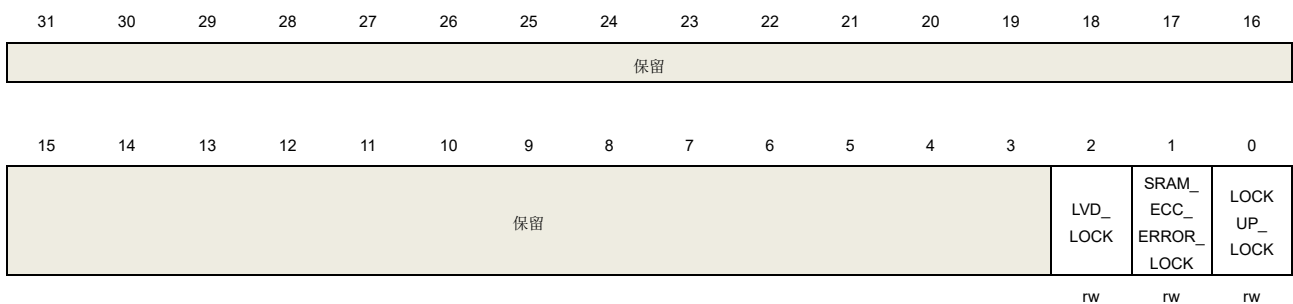 31 30 29 28 27 26 25 24 23 22 21 20 19 18 17 16
保留
15 14 13 12 11 10 9 8 7 6 5 4 3 2 1 0
保留
LVD_
LOCK
SRAM_
ECC_
ERROR_
LOCK
LOCK
UP_
LOCK
rw rw rw